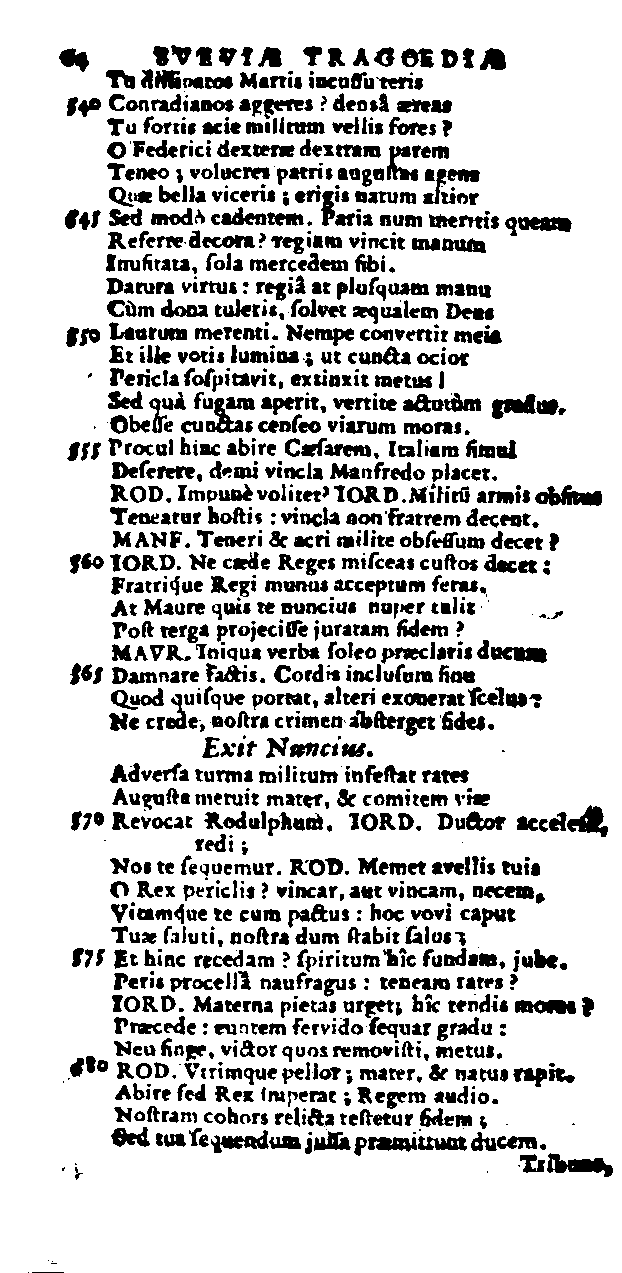 64 SVEVIÆ TRAGOEDIÆ
Tu dissipatos Martis incussu teris
540 Conradianos aggeres ? densâ æreas
Tu fortis acie militum vellis fores ?
O Federici dexteræ dextram parem
Teneo ; volucres patris augustas agens
Quæ bella viceris ; erigis natum altior
545 Sed modò cadentem. Paria num meritis queam
Referre decora ? regiam vincit manum
Inusitata, sola mercedem sibi.
Datura virtus : regiâ at plusquam manu
Cùm dona tuleris, solvet æqualem Deus
550 Laurum merenti. Nempe convertit meis
Et ille votis lumina ; ut cuncta ocior
Pericla sospitavit, extinxit metus !
Sed quà fugam aperit, vertite actutùm gradus.
Obesse cunctas censeo viarum moras.
555 Procul hinc abire Cæsarem, Italiam simul
Deserere, demi vincla Manfredo placet.
ROD. Impunè volitet? IORD. Militū armis obsitus
Teneatur hostis : vincla non fratrem decent.
MANF. Teneri & acri milite obsessum decet ?
560 IORD. Ne cæde Reges misceas custos decet :
Fratrique Regi munus acceptum feras.
At Maure quis te nuncius nuper tulit
Post terga projecisse juratam fidem ?
MAVR. Iniqua verba soleo præclaris ducum
565 Damnare factis. Cordis inclusum sinu
Quod quisque portat, alteri exonerat scelus ?
Ne crede, nostra crimen absterget fides.
Exit Nuncius.
Adversa turma militum infestat rates
Augusta metuit mater, & comitem viæ
570 Revocat Rodulphum. IORD. Ductor accelera,
redi ;
Nos te sequemur. ROD. Memet avellis tuis
O Rex periclis ? vincar, aut vincam, necem,
Vitamque te cum pactus : hoc vovi caput
Tuæ saluti, nostra dum stabit salus ;
575 Et hinc recedam ? spiritum hîc fundam, jube.
Peris procellâ naufragus : teneam rates ?
IORD. Materna pietas urget; hîc tendis moras ?
Præcede : euntem fervido sequar gradu :
Neu finge, victor quos removisti, metus.
580 ROD. Vtrimque pellor ; mater, & natus rapit.
Abire sed Rex imperat ; Regem audio.
Nostram cohors relicta testetur fidem ;
Sed tua sequendum jussa præmittunt ducem.
Tribune,